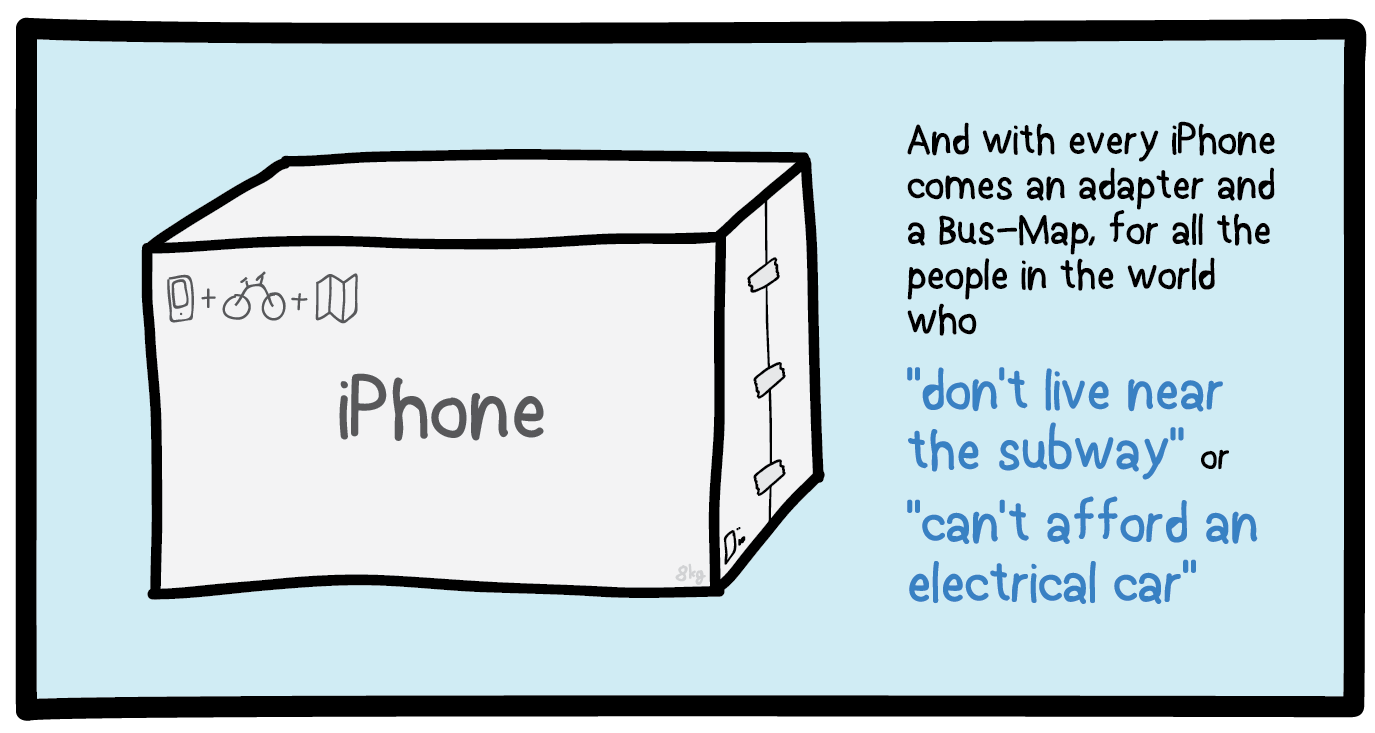 iPhone
8kg
And with every iPhone
comes an adapter and
a Bus-Map, for all the
people in the world
who
"don't live near
the subway" or
"can't afford an
electrical car"